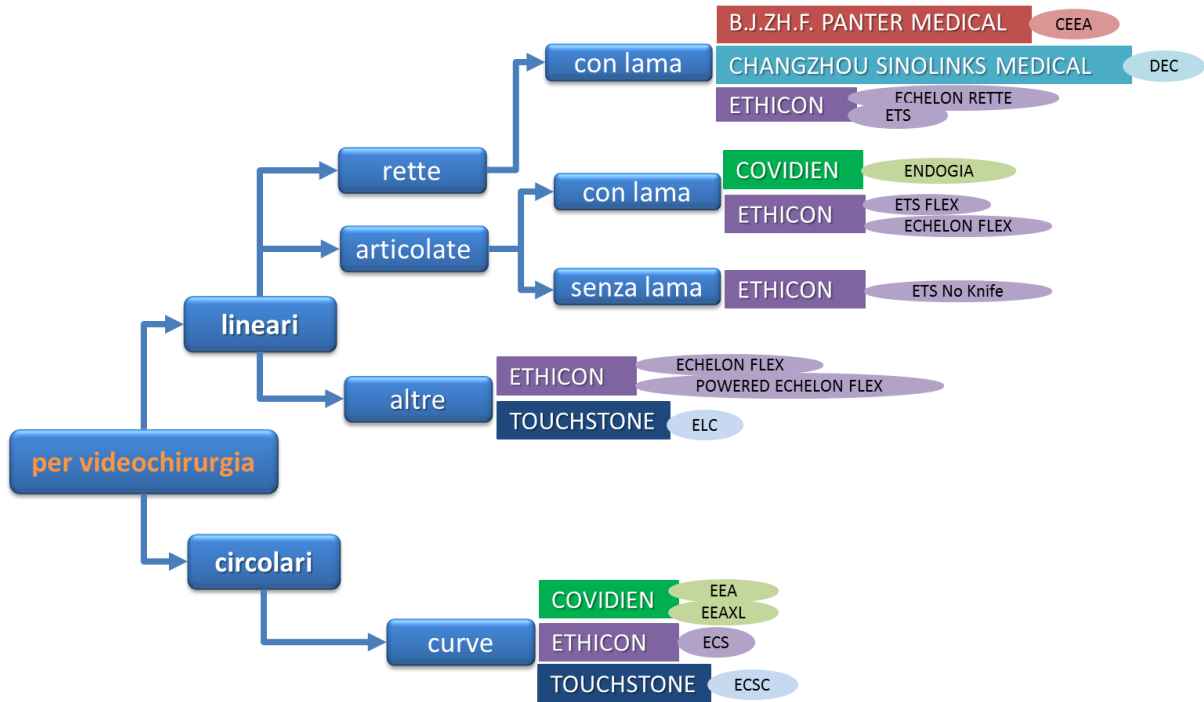 B.J.ZH.F. PANTER MEDICAL
CEEA
con lama
CHANGZHOU SINOLINKS MEDICAL
DEC
ETHICON
ECHELON RETTE
ETS
rette
con lama
COVIDIEN
ENDOGIA
ETHICON
ETS FLEX
ECHELON FLEX
articolate
senza lama
ETHICON
ETS No Knife
lineari
altre
ETHICON
ECHELON FLEX
POWERED ECHELON FLEX
TOUCHSTONE
ELC
per videochirurgia
circolari
curve
COVIDIEN
EEA
EEAXL
ETHICON
ECS
TOUCHSTONE
ECSC